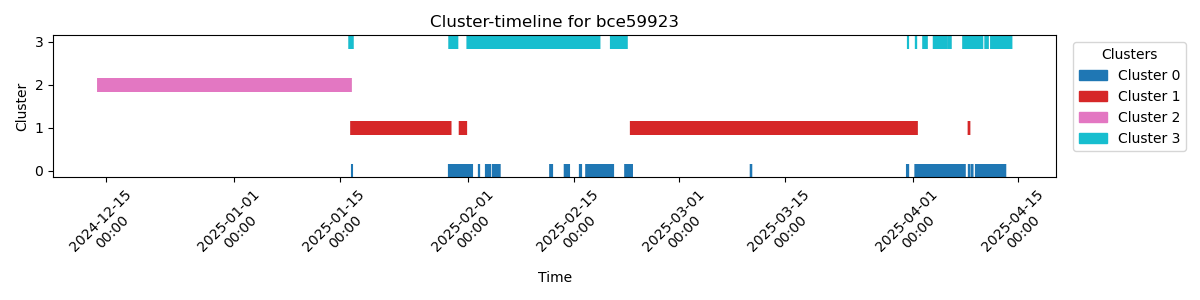 Cluster-timeline for bce59923
Cluster
3
2
1
0
2024-12-15
00:00
2025-01-01
00:00
2025-01-15
00:00
2025-02-01
00:00
2025-02-15
00:00
2025-03-01
00:00
2025-03-15
00:00
2025-04-01
00:00
2025-04-15
00:00
Time
Clusters
Cluster 0
Cluster 1
Cluster 2
Cluster 3